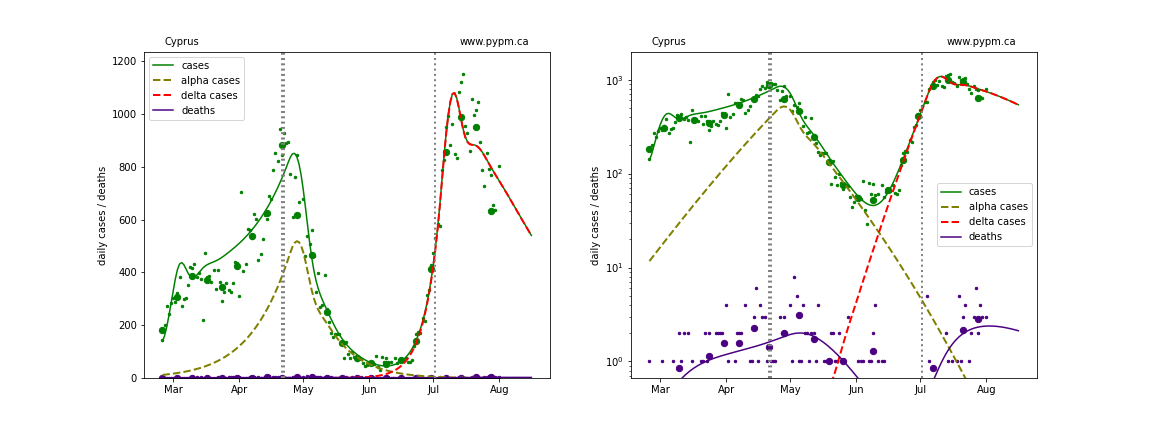 Cyprus
www.pypm.ca
1200
1000
800
600
400
200
0
daily cases / deaths
cases
alpha cases
delta cases
deaths
Mar
Apr
May
Jun
Jul
Aug
Cyprus
www.pypm.ca
10³
10²
10¹
10⁰
daily cases / deaths
cases
alpha cases
delta cases
deaths
Mar
Apr
May
Jun
Jul
Aug